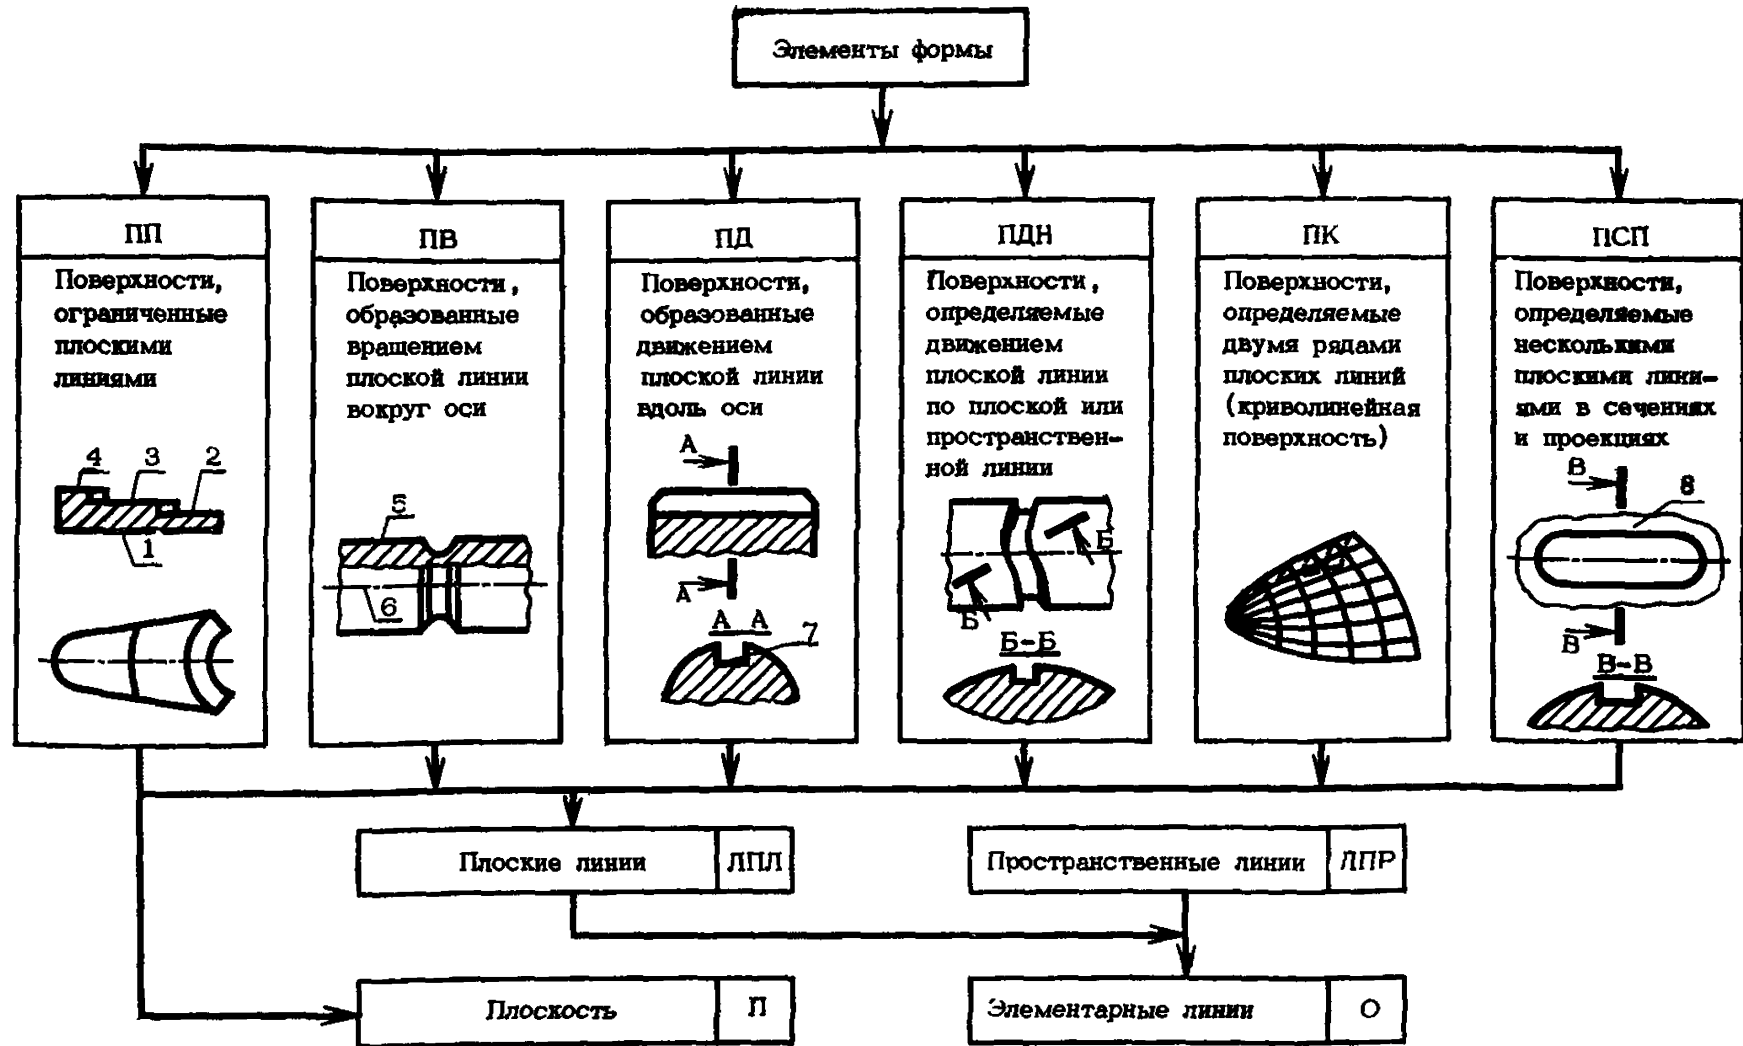 Элементы формы
ПП
Поверхности,
ограниченные
плоскими
линиями
4
3
2
1
ПВ
Поверхности,
образованные
вращением
плоской линии
вокруг оси
5
6
ПД
Поверхности,
образованные
движением
плоской линии
вдоль оси
А
А
А А
7
ПДН
Поверхности,
определяемые
движением
плоской линии
по плоской или
пространствен-
ной линии
Б
Б
Б-Б
ПК
Поверхности,
определяемые
двумя рядами
плоских линий
(криволинейная
поверхность)
ПСП
Поверхности,
определяемые
несколькими
плоскими лини-
ями в сечениях
и проекциях
В
8
В
В-В
Плоские линии ЛПЛ
Пространственные линии ЛПР
Плоскость П
Элементарные линии О